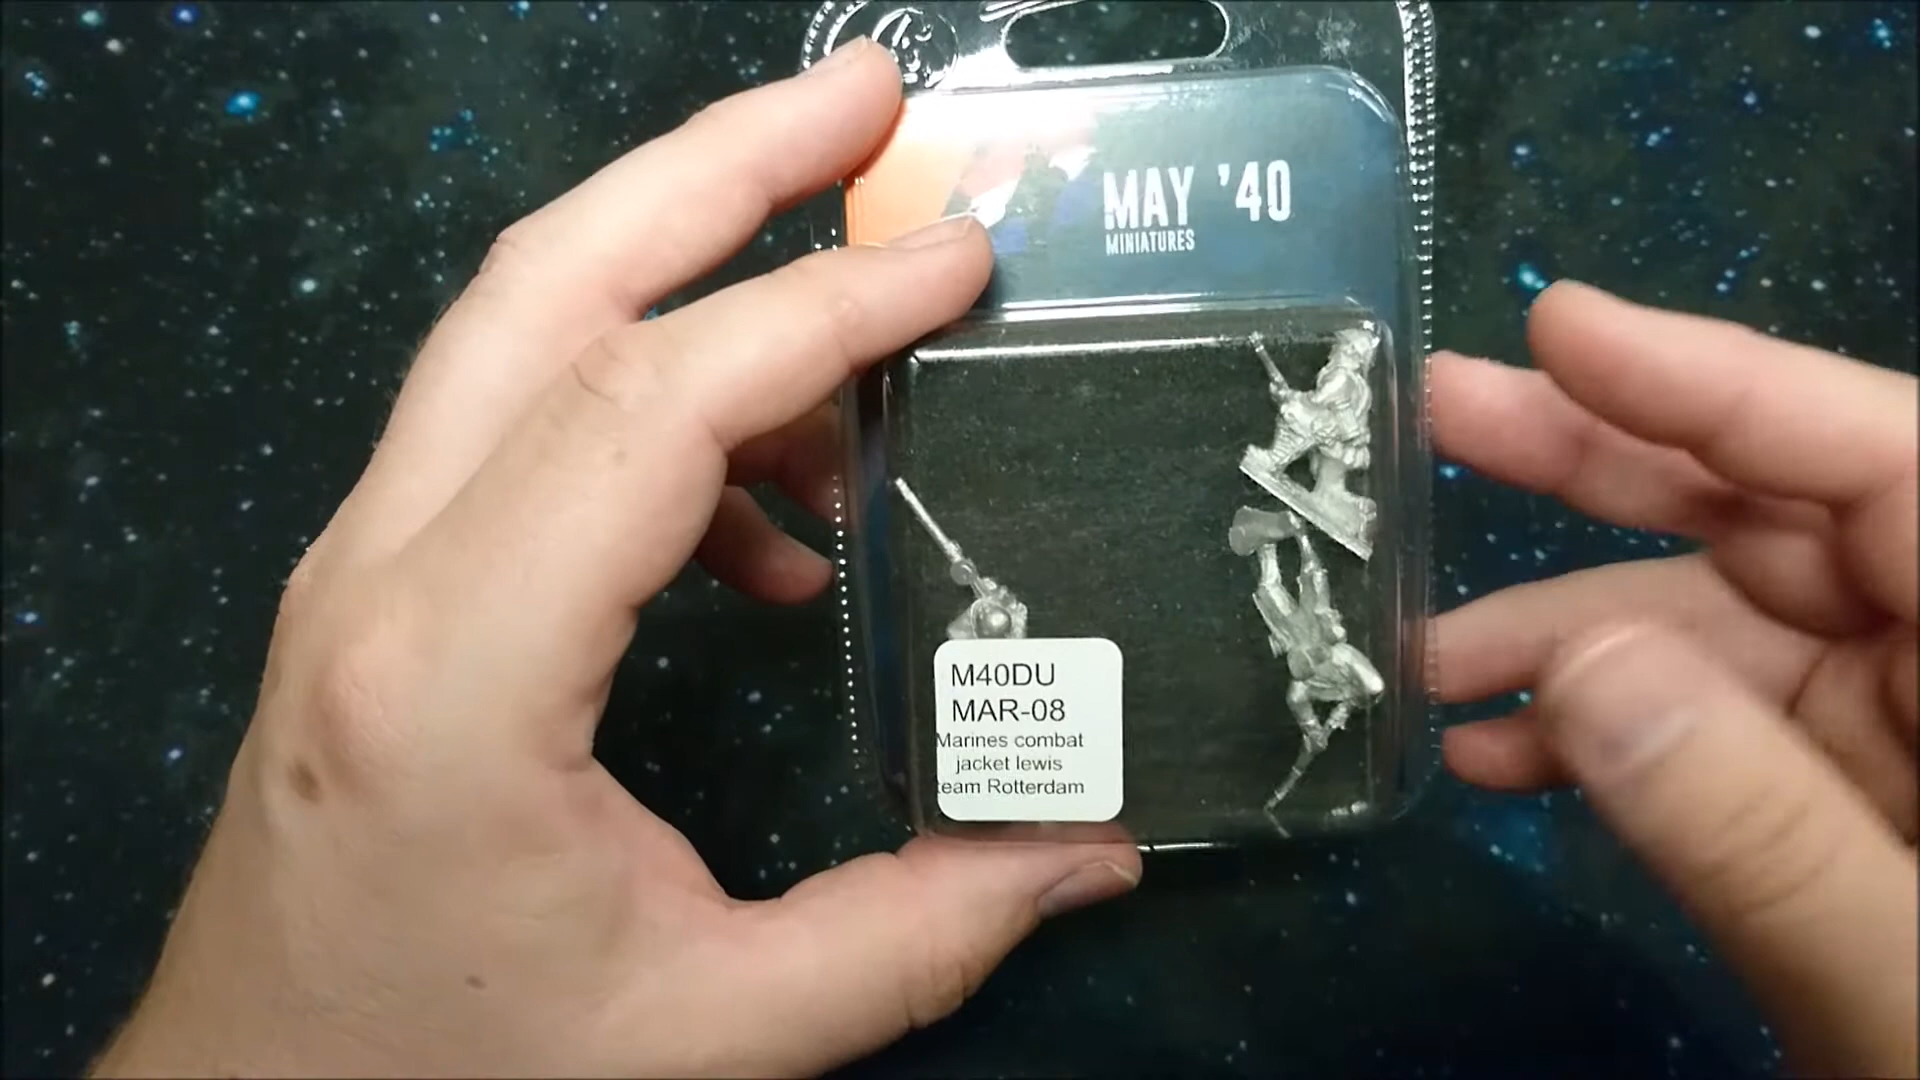 MAY '40
MINIATURES
M40DU
MAR-08
Marines combat
jacket lewis
team Rotterdam